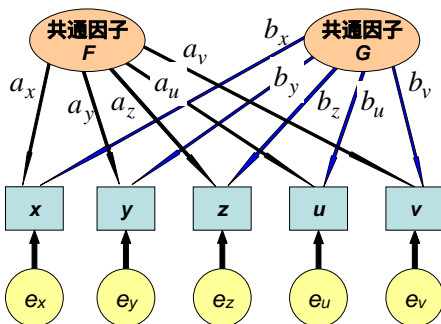 共通因子
F
共通因子
G
a_x a_y a_z a_u a_v
b_x b_y b_z b_u b_v
x y z u v
e_x e_y e_z e_u e_v